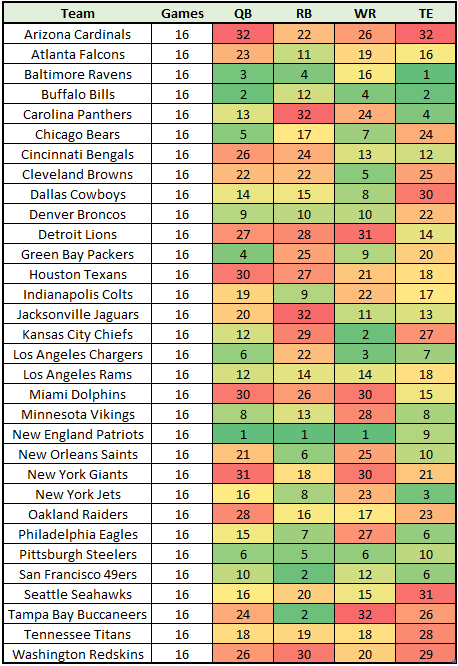 Team Games QB RB WR TE
Arizona Cardinals 16 32 22 26 32
Atlanta Falcons 16 23 11 19 16
Baltimore Ravens 16 3 4 16 1
Buffalo Bills 16 2 12 4 2
Carolina Panthers 16 13 32 24 4
Chicago Bears 16 5 17 7 24
Cincinnati Bengals 16 26 24 13 12
Cleveland Browns 16 22 22 5 25
Dallas Cowboys 16 14 15 8 30
Denver Broncos 16 9 10 10 22
Detroit Lions 16 27 28 31 14
Green Bay Packers 16 4 25 9 20
Houston Texans 16 30 27 21 18
Indianapolis Colts 16 19 9 22 17
Jacksonville Jaguars 16 20 32 11 13
Kansas City Chiefs 16 12 29 2 27
Los Angeles Chargers 16 6 22 3 7
Los Angeles Rams 16 12 14 14 18
Miami Dolphins 16 30 26 30 15
Minnesota Vikings 16 8 13 28 8
New England Patriots 16 1 1 1 9
New Orleans Saints 16 21 6 25 10
New York Giants 16 31 18 30 21
New York Jets 16 16 8 23 3
Oakland Raiders 16 28 16 17 23
Philadelphia Eagles 16 15 7 27 6
Pittsburgh Steelers 16 6 5 6 10
San Francisco 49ers 16 10 2 12 6
Seattle Seahawks 16 16 20 15 31
Tampa Bay Buccaneers 16 24 2 32 26
Tennessee Titans 16 18 19 18 28
Washington Redskins 16 26 30 20 29